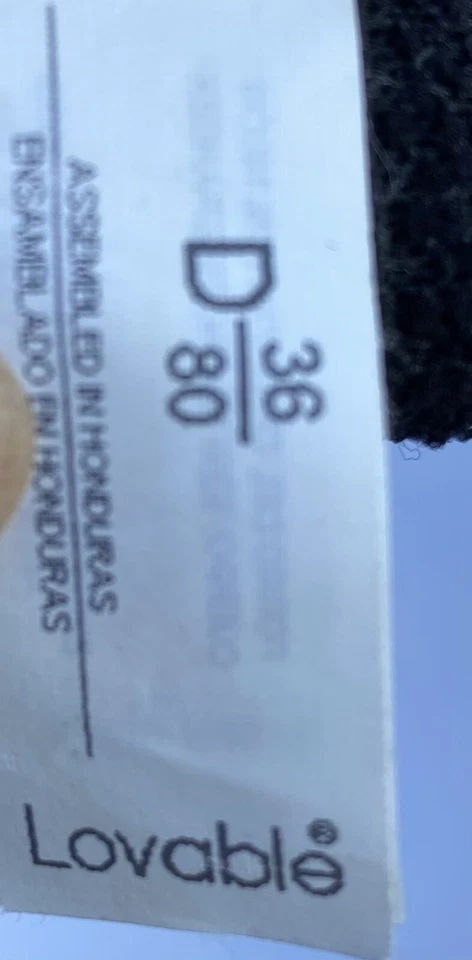 D 36
80
ASSEMBLED IN HONDURAS
ENSAMBLADO EN HONDURAS
Lovable®